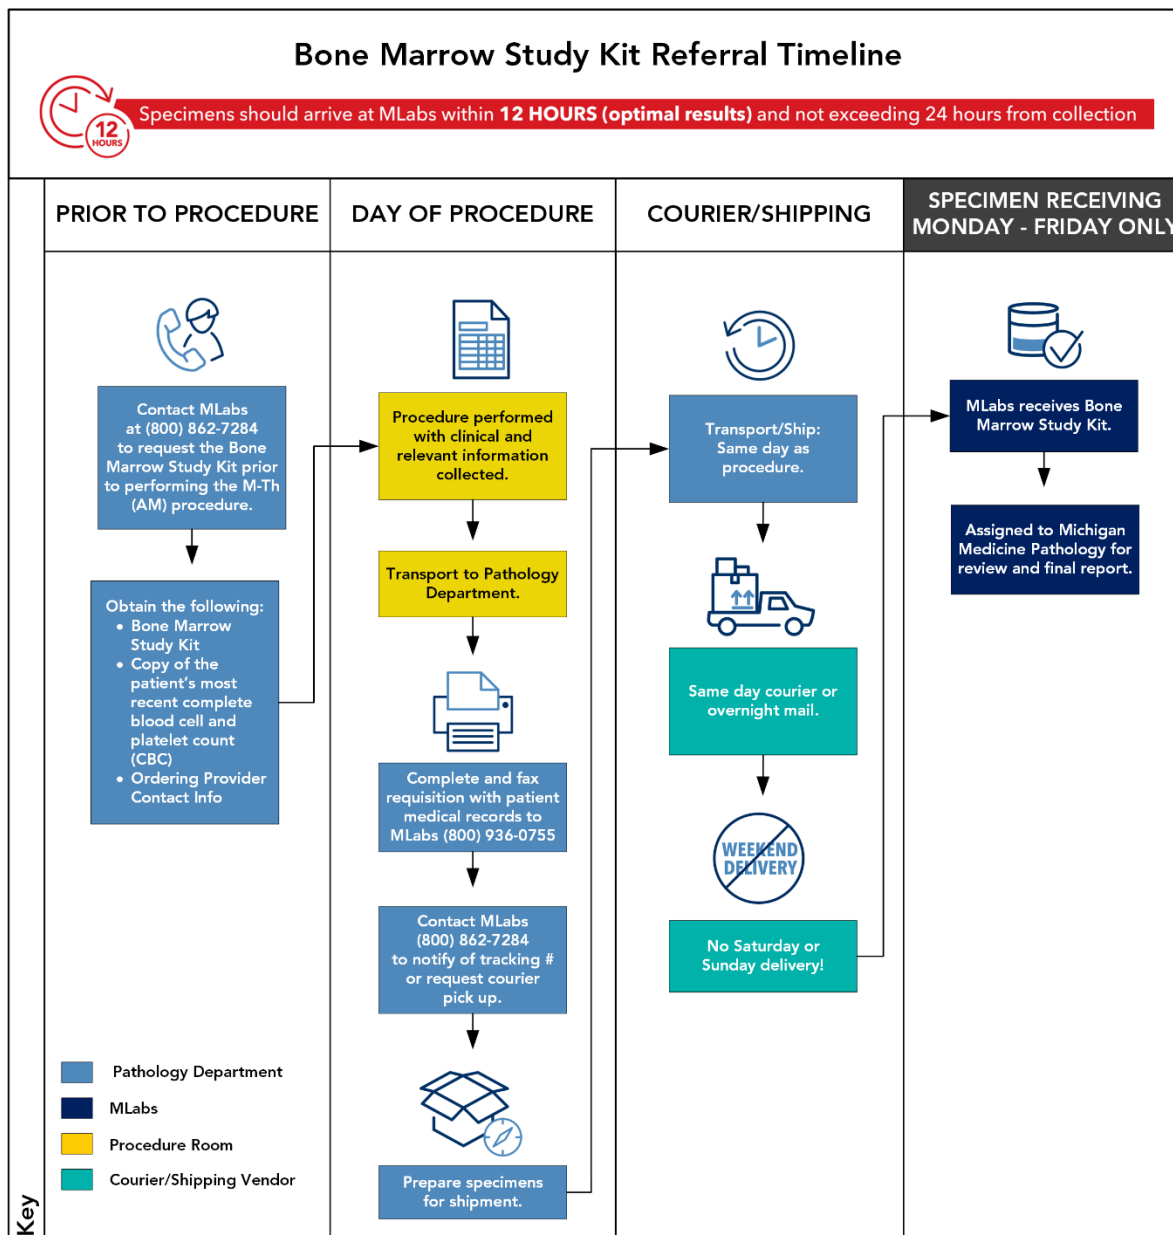 Bone Marrow Study Kit Referral Timeline
12
HOURS
Specimens should arrive at MLabs within 12 HOURS (optimal results) and not exceeding 24 hours from collection
PRIOR TO PROCEDURE
DAY OF PROCEDURE
COURIER/SHIPPING
SPECIMEN RECEIVING
MONDAY - FRIDAY ONLY
Contact MLabs
at (800) 862-7284
to request the Bone
Marrow Study Kit prior
to performing the M-Th
(AM) procedure.
Obtain the following:
• Bone Marrow
Study Kit
• Copy of the
patient's most
recent complete
blood cell and
platelet count
(CBC)
• Ordering Provider
Contact Info
Procedure performed
with clinical and
relevant information
collected.
Transport to Pathology
Department.
Complete and fax
requisition with patient
medical records to
MLabs (800) 936-0755
Contact MLabs
(800) 862-7284
to notify of tracking #
or request courier
pick up.
Prepare specimens
for shipment.
Transport/Ship:
Same day as
procedure.
Same day courier or
overnight mail.
WEEKEND
DELIVERY
No Saturday or
Sunday delivery!
MLabs receives Bone
Marrow Study Kit.
Assigned to Michigan
Medicine Pathology for
review and final report.
Key
Pathology Department
MLabs
Procedure Room
Courier/Shipping Vendor